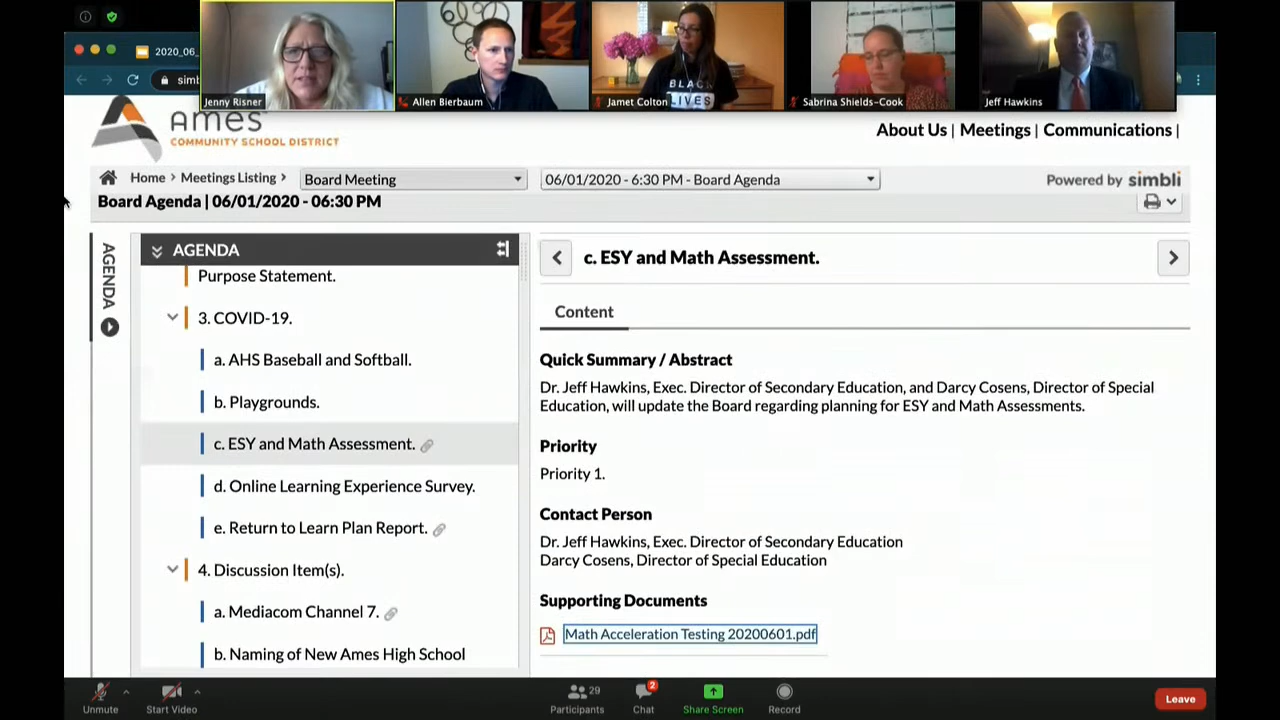 2020_06_
simb
Jenny Risner
Allen Bierbaum
Jamet Colton
Sabrina Shields-Cook
Jeff Hawkins
BLACK
LIVES
AMES
COMMUNITY SCHOOL DISTRICT
About Us | Meetings | Communications |
Home > Meetings Listing > Board Meeting 06/01/2020 - 6:30 PM - Board Agenda Powered by simbli
Board Agenda | 06/01/2020 - 06:30 PM
AGENDA
AGENDA
Purpose Statement.
3. COVID-19.
a. AHS Baseball and Softball.
b. Playgrounds.
c. ESY and Math Assessment.
d. Online Learning Experience Survey.
e. Return to Learn Plan Report.
4. Discussion Item(s).
a. Mediacom Channel 7.
b. Naming of New Ames High School
c. ESY and Math Assessment.
Content
Quick Summary / Abstract
Dr. Jeff Hawkins, Exec. Director of Secondary Education, and Darcy Cosens, Director of Special
Education, will update the Board regarding planning for ESY and Math Assessments.
Priority
Priority 1.
Contact Person
Dr. Jeff Hawkins, Exec. Director of Secondary Education
Darcy Cosens, Director of Special Education
Supporting Documents
Math Acceleration Testing 20200601.pdf
Unmute
Start Video
29
Participants
2
Chat
Share Screen
Record
Leave